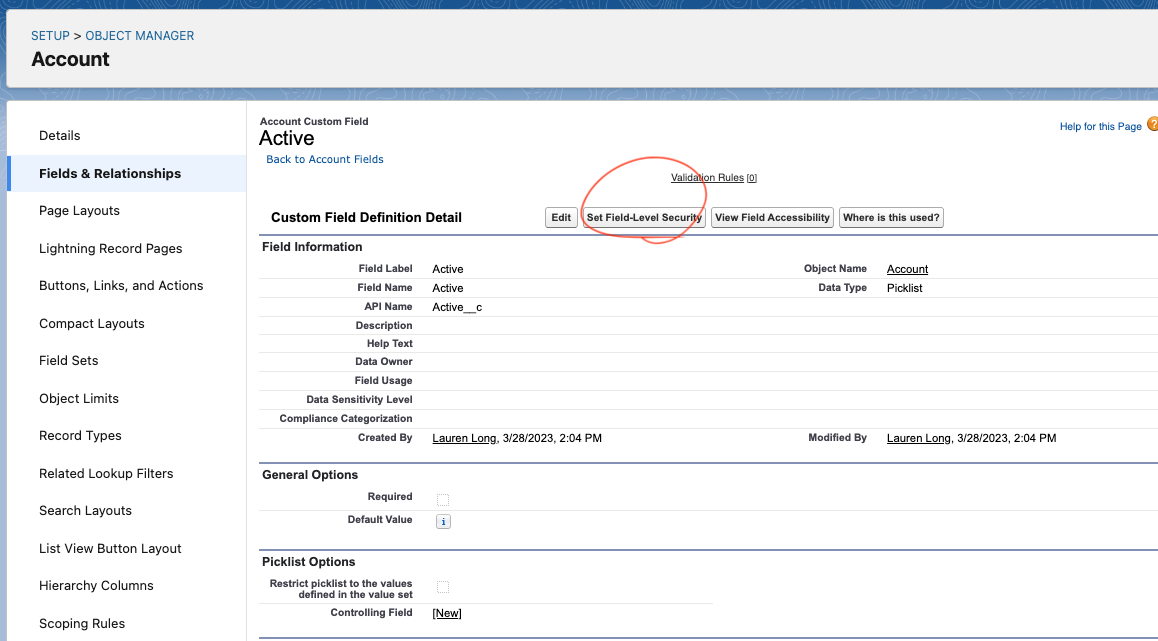 SETUP > OBJECT MANAGER
Account
Details
Fields & Relationships
Page Layouts
Lightning Record Pages
Buttons, Links, and Actions
Compact Layouts
Field Sets
Object Limits
Record Types
Related Lookup Filters
Search Layouts
List View Button Layout
Hierarchy Columns
Scoping Rules
Account Custom Field
Active
Help for this Page ?
Back to Account Fields
Validation Rules [0]
Custom Field Definition Detail Edit Set Field-Level Security View Field Accessibility Where is this used?
Field Information
Field Label Active Object Name Account
Field Name Active Data Type Picklist
API Name Active__c
Description
Help Text
Data Owner
Field Usage
Data Sensitivity Level
Compliance Categorization
Created By Lauren Long, 3/28/2023, 2:04 PM Modified By Lauren Long, 3/28/2023, 2:04 PM
General Options
Required
Default Value i
Picklist Options
Restrict picklist to the values
defined in the value set
Controlling Field [New]